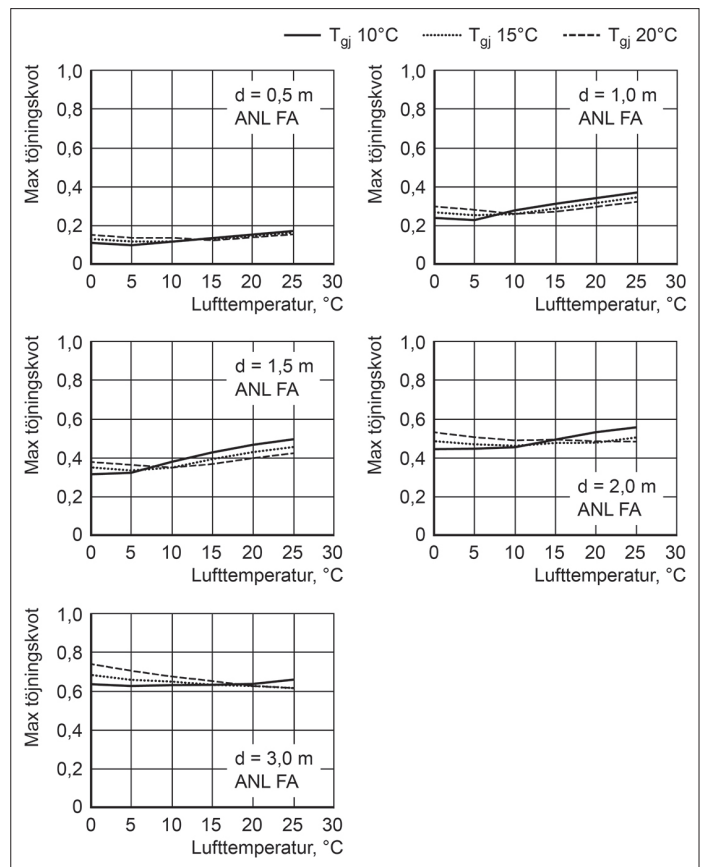 T_gj 10°C T_gj 15°C T_gj 20°C
Max töjningskvot
1,0
0,8
0,6
0,4
0,2
0
d = 0,5 m
ANL FA
0 5 10 15 20 25 30
Lufttemperatur, °C
Max töjningskvot
1,0
0,8
0,6
0,4
0,2
0
d = 1,0 m
ANL FA
0 5 10 15 20 25 30
Lufttemperatur, °C
Max töjningskvot
1,0
0,8
0,6
0,4
0,2
0
d = 1,5 m
ANL FA
0 5 10 15 20 25 30
Lufttemperatur, °C
Max töjningskvot
1,0
0,8
0,6
0,4
0,2
0
d = 2,0 m
ANL FA
0 5 10 15 20 25 30
Lufttemperatur, °C
Max töjningskvot
1,0
0,8
0,6
0,4
0,2
0
d = 3,0 m
ANL FA
0 5 10 15 20 25 30
Lufttemperatur, °C